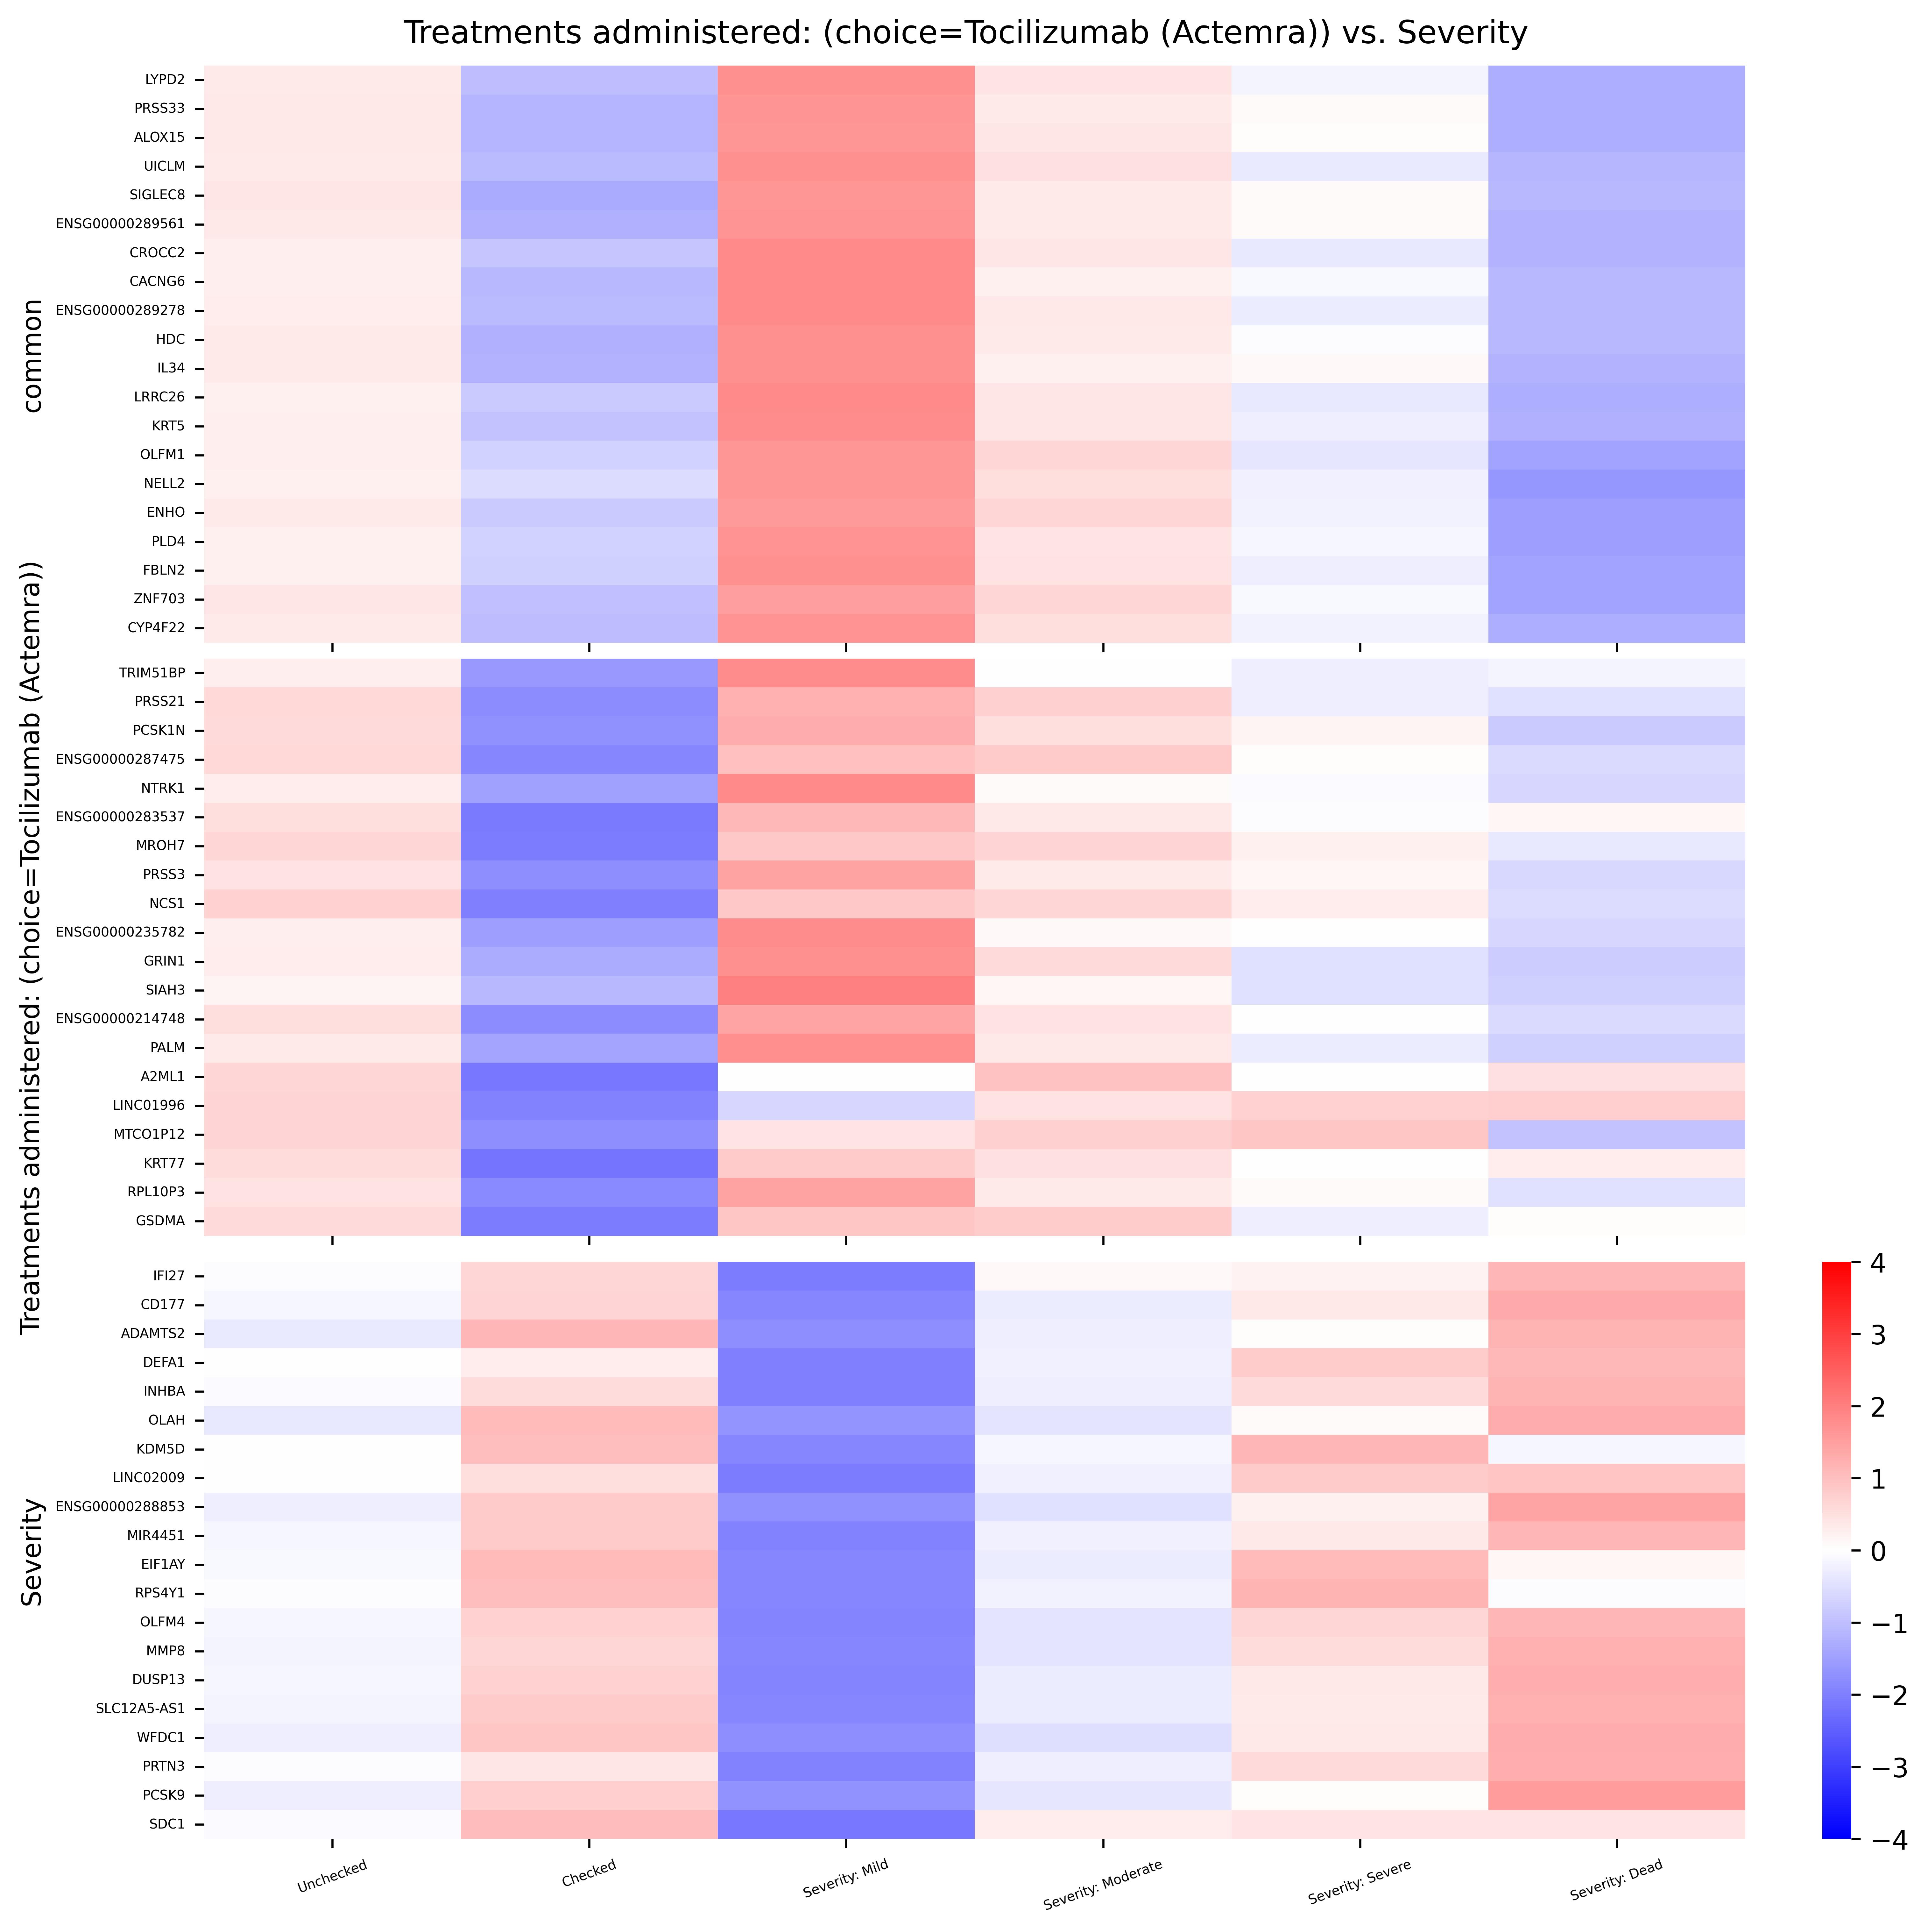 Treatments administered: (choice=Tocilizumab (Actemra)) vs. Severity
common
LYPD2
PRSS33
ALOX15
UICLM
SIGLEC8
ENSG00000289561
CROCC2
CACNG6
ENSG00000289278
HDC
IL34
LRRC26
KRT5
OLFM1
NELL2
ENHO
PLD4
FBLN2
ZNF703
CYP4F22
Treatments administered: (choice=Tocilizumab (Actemra))
TRIM51BP
PRSS21
PCSK1N
ENSG00000287475
NTRK1
ENSG00000283537
MROH7
PRSS3
NCS1
ENSG00000235782
GRIN1
SIAH3
ENSG00000214748
PALM
A2ML1
LINC01996
MTCO1P12
KRT77
RPL10P3
GSDMA
Severity
IFI27
CD177
ADAMTS2
DEFA1
INHBA
OLAH
KDM5D
LINC02009
ENSG00000288853
MIR4451
EIF1AY
RPS4Y1
OLFM4
MMP8
DUSP13
SLC12A5-AS1
WFDC1
PRTN3
PCSK9
SDC1
Unchecked
Checked
Severity: Mild
Severity: Moderate
Severity: Severe
Severity: Dead
4
3
2
1
0
−1
−2
−3
−4